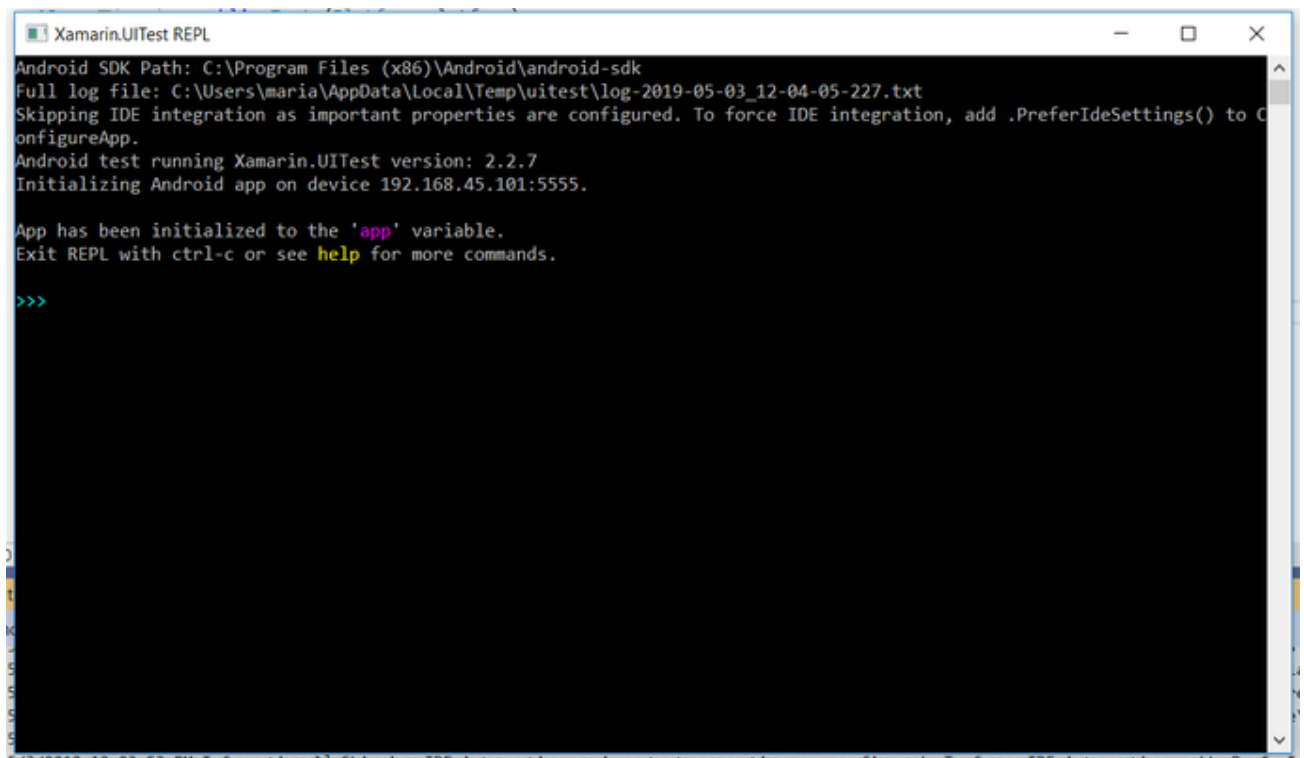 Xamarin.UITest REPL
Android SDK Path: C:\Program Files (x86)\Android\android-sdk
Full log file: C:\Users\maria\AppData\Local\Temp\uitest\log-2019-05-03_12-04-05-227.txt
Skipping IDE integration as important properties are configured. To force IDE integration, add .PreferIdeSettings() to C
onfigureApp.
Android test running Xamarin.UITest version: 2.2.7
Initializing Android app on device 192.168.45.101:5555.
App has been initialized to the 'app' variable.
Exit REPL with ctrl-c or see help for more commands.
>>>